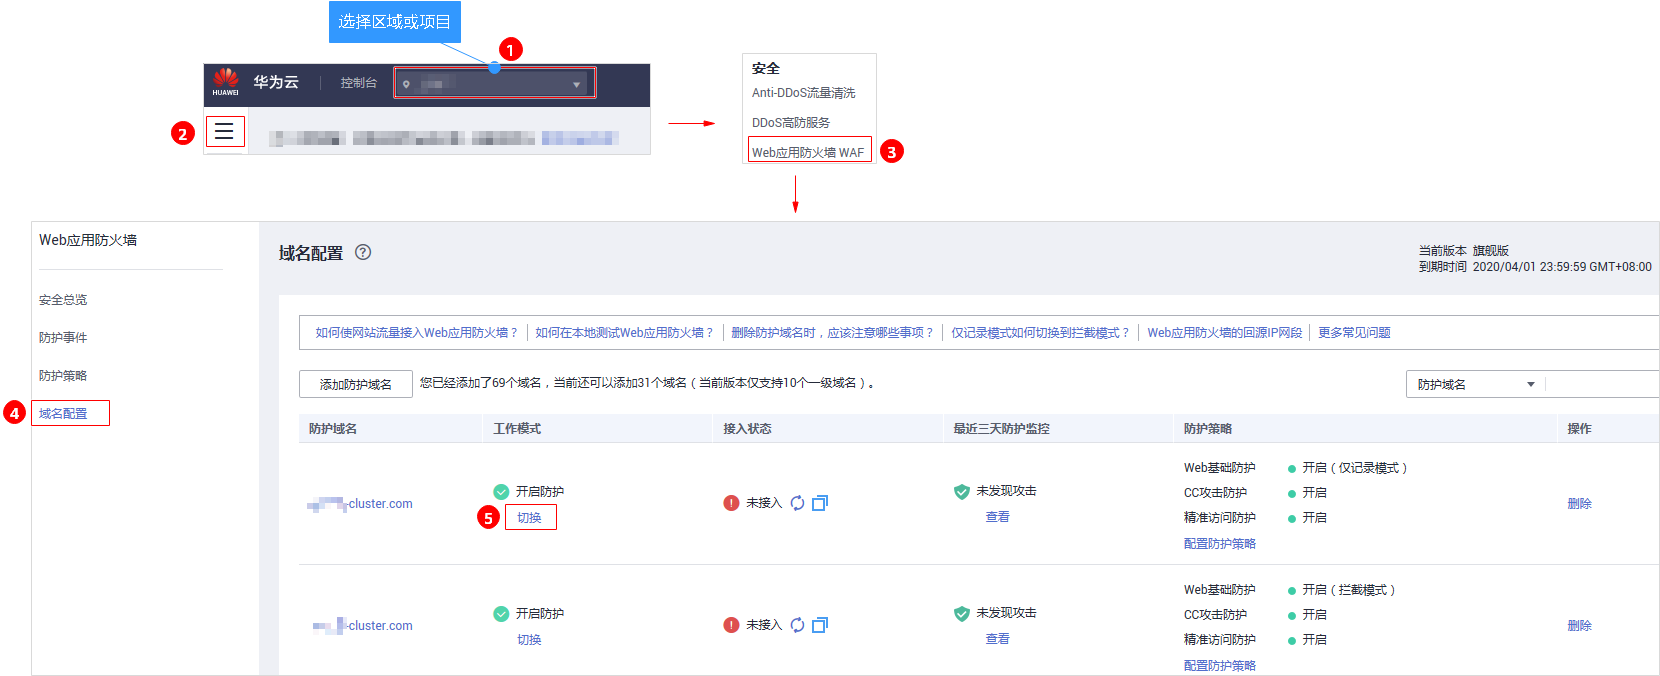 选择区域或项目
1
HUAWEI 华为云 控制台
2
安全
Anti-DDoS流量清洗
DDoS高防服务
Web应用防火墙 WAF
3
Web应用防火墙
安全总览
防护事件
防护策略
4 域名配置
域名配置 ?
当前版本 旗舰版
到期时间 2020/04/01 23:59:59 GMT+08:00
如何使网站流量接入Web应用防火墙？ 如何在本地测试Web应用防火墙？ 删除防护域名时，应该注意哪些事项？ 仅记录模式如何切换到拦截模式？ Web应用防火墙的回源IP网段 更多常见问题
添加防护域名 您已经添加了69个域名，当前还可以添加31个域名（当前版本仅支持10个一级域名）。 防护域名
防护域名 工作模式 接入状态 最近三天防护监控 防护策略 操作
-cluster.com
开启防护
5 切换
未接入
未发现攻击
查看
Web基础防护 开启（仅记录模式）
CC攻击防护 开启
精准访问防护 开启
配置防护策略
删除
-cluster.com
开启防护
切换
未接入
未发现攻击
查看
Web基础防护 开启（拦截模式）
CC攻击防护 开启
精准访问防护 开启
配置防护策略
删除